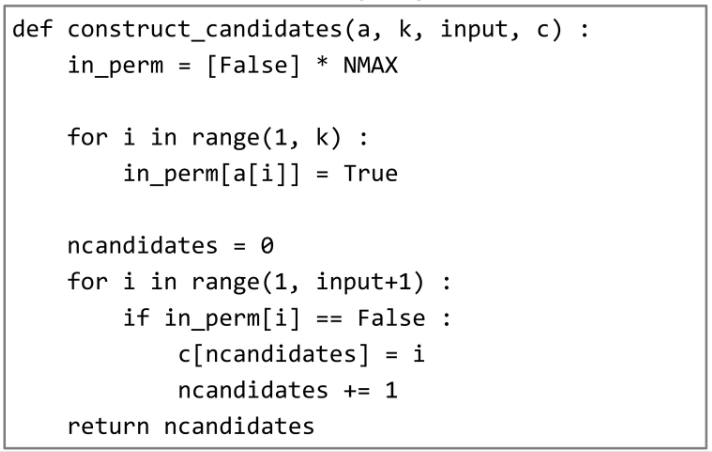 def construct_candidates(a, k, input, c) :
    in_perm = [False] * NMAX

    for i in range(1, k) :
        in_perm[a[i]] = True

    ncandidates = 0
    for i in range(1, input+1) :
        if in_perm[i] == False :
            c[ncandidates] = i
            ncandidates += 1
    return ncandidates